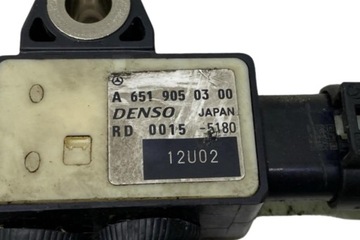 A 651 905 03 00
DENSO JAPAN
RD 0015 -5180
12U02